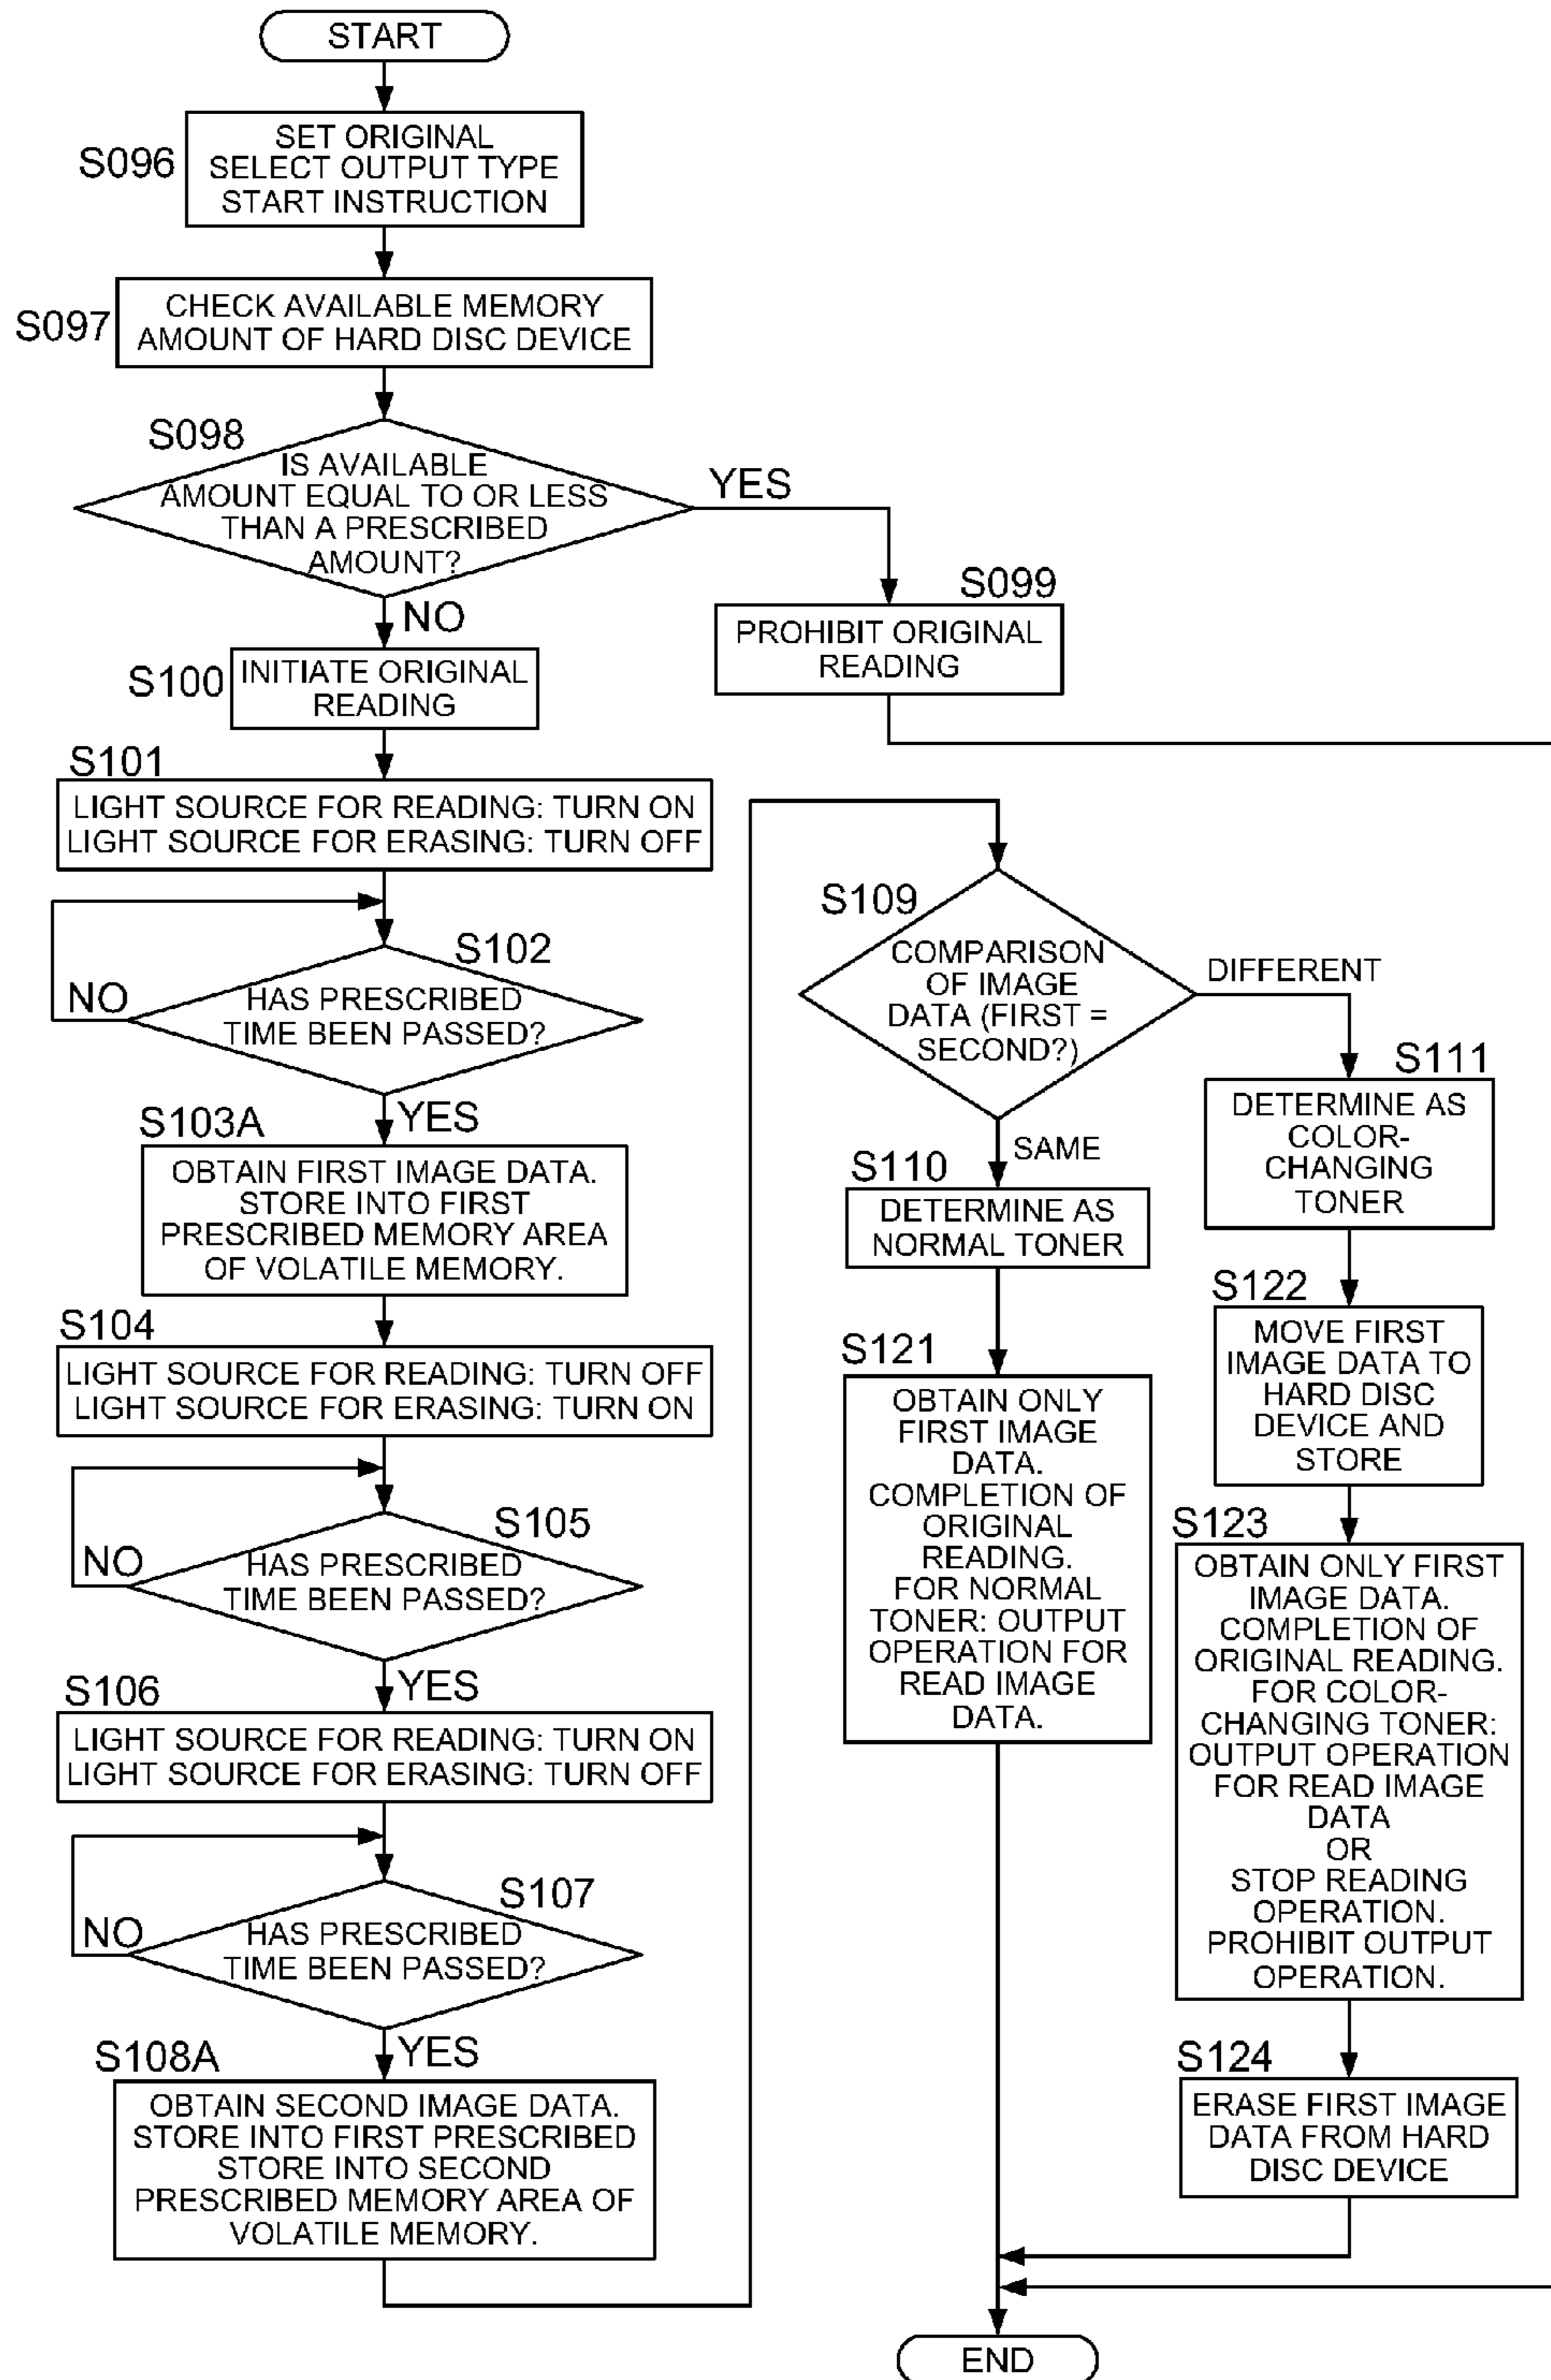 START
S096
SET ORIGINAL
SELECT OUTPUT TYPE
START INSTRUCTION
S097
CHECK AVAILABLE MEMORY
AMOUNT OF HARD DISC DEVICE
S098
IS AVAILABLE
AMOUNT EQUAL TO OR LESS
THAN A PRESCRIBED
AMOUNT?
YES
NO
S099
PROHIBIT ORIGINAL
READING
S100
INITIATE ORIGINAL
READING
S101
LIGHT SOURCE FOR READING: TURN ON
LIGHT SOURCE FOR ERASING: TURN OFF
S102
HAS PRESCRIBED
TIME BEEN PASSED?
NO
YES
S103A
OBTAIN FIRST IMAGE DATA.
STORE INTO FIRST
PRESCRIBED MEMORY AREA
OF VOLATILE MEMORY.
S104
LIGHT SOURCE FOR READING: TURN OFF
LIGHT SOURCE FOR ERASING: TURN ON
S105
HAS PRESCRIBED
TIME BEEN PASSED?
NO
YES
S106
LIGHT SOURCE FOR READING: TURN ON
LIGHT SOURCE FOR ERASING: TURN OFF
S107
HAS PRESCRIBED
TIME BEEN PASSED?
NO
YES
S108A
OBTAIN SECOND IMAGE DATA.
STORE INTO FIRST PRESCRIBED
STORE INTO SECOND
PRESCRIBED MEMORY AREA OF
VOLATILE MEMORY.
S109
COMPARISON
OF IMAGE
DATA (FIRST =
SECOND?)
DIFFERENT
SAME
S110
DETERMINE AS
NORMAL TONER
S121
OBTAIN ONLY
FIRST IMAGE
DATA.
COMPLETION OF
ORIGINAL
READING.
FOR NORMAL
TONER: OUTPUT
OPERATION FOR
READ IMAGE
DATA.
S111
DETERMINE AS
COLOR-
CHANGING
TONER
S122
MOVE FIRST
IMAGE DATA TO
HARD DISC
DEVICE AND
STORE
S123
OBTAIN ONLY FIRST
IMAGE DATA.
COMPLETION OF
ORIGINAL READING.
FOR COLOR-
CHANGING TONER:
OUTPUT OPERATION
FOR READ IMAGE
DATA
OR
STOP READING
OPERATION.
PROHIBIT OUTPUT
OPERATION.
S124
ERASE FIRST IMAGE
DATA FROM HARD
DISC DEVICE
END